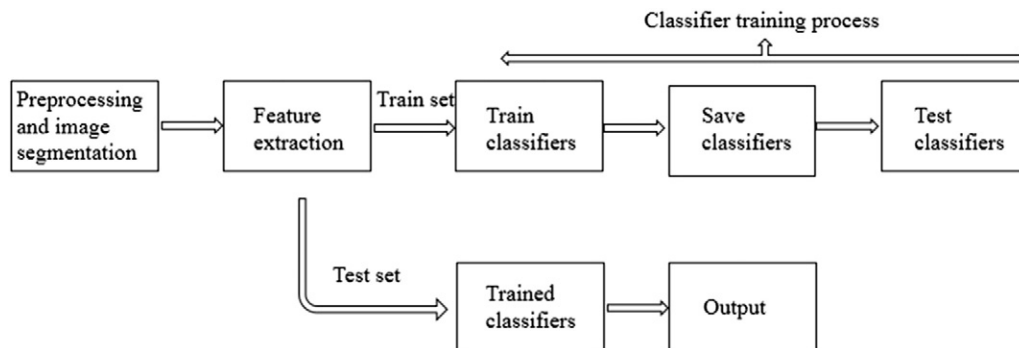 Classifier training process
Preprocessing
and image
segmentation
Feature
extraction
Train set
Train
classifiers
Save
classifiers
Test
classifiers
Test set
Trained
classifiers
Output